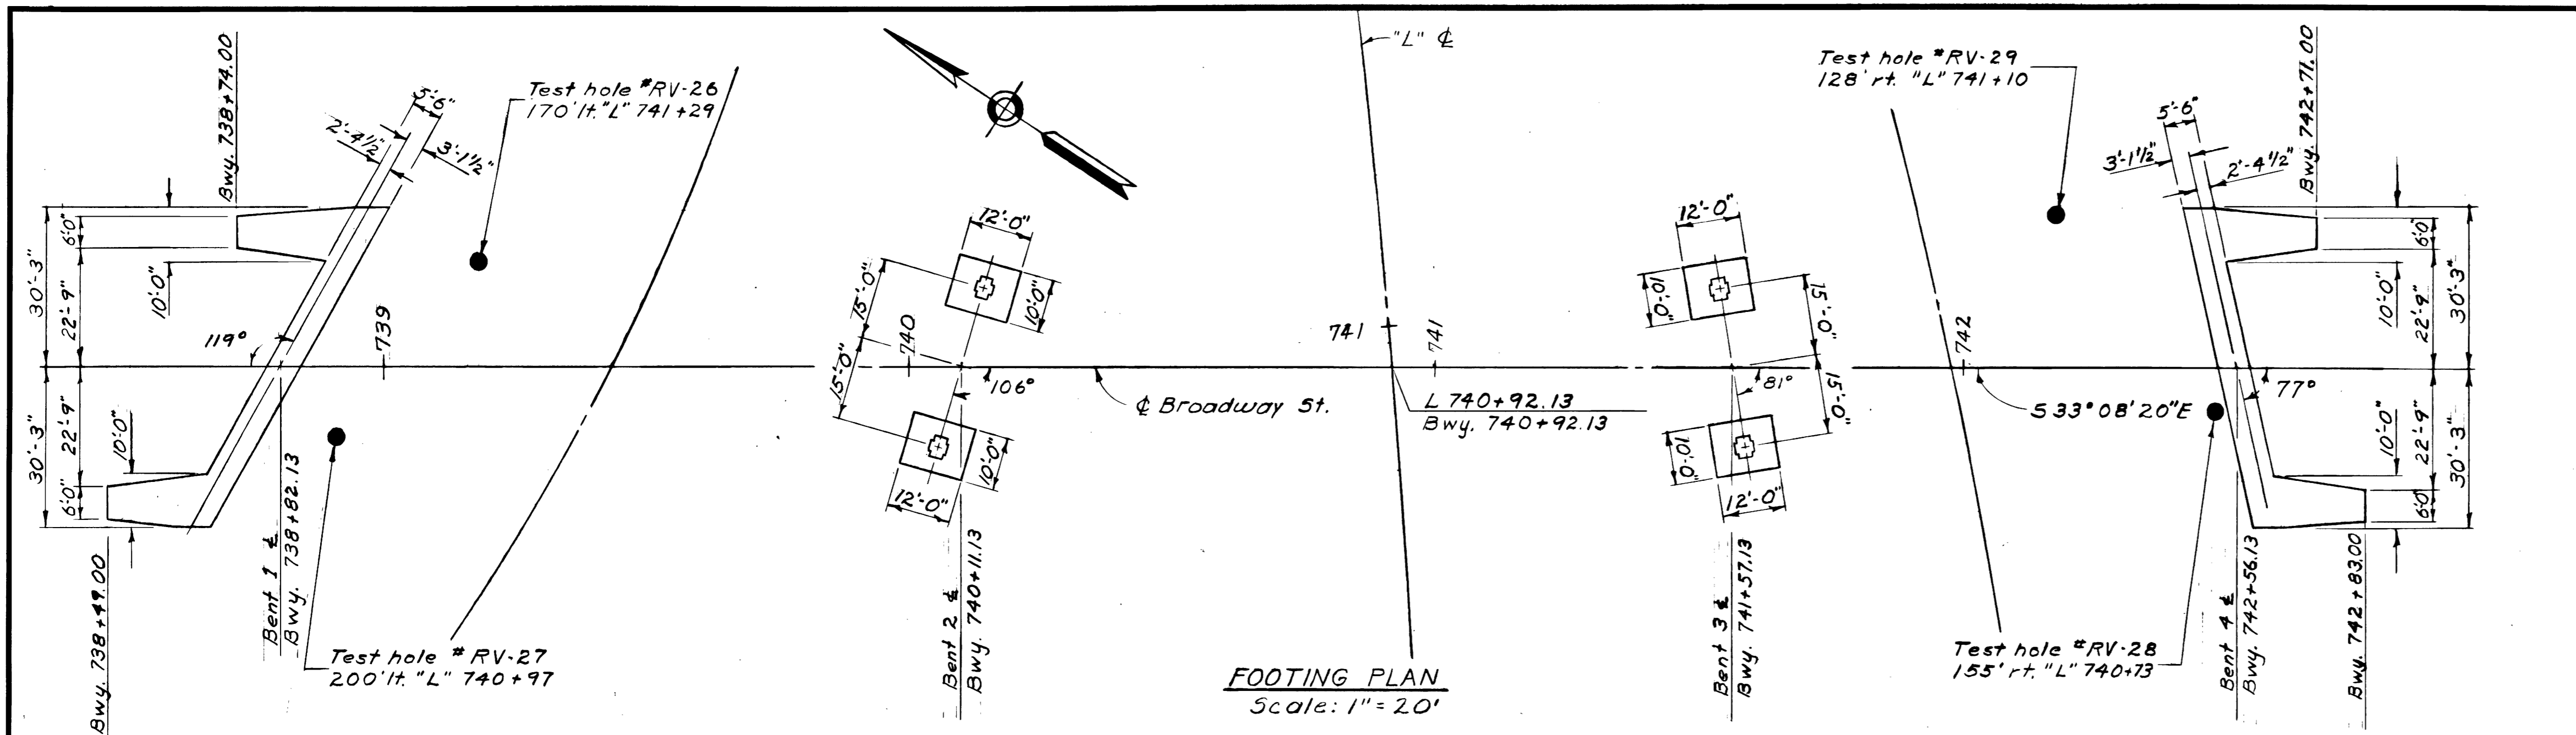 "L" ℄
Test hole #RV-26
170' lt. "L" 741+29
Test hole #RV-29
128' rt. "L" 741+10
Bwy. 738+74.00
5'-6"
2'-4½"
3'-1½"
5'-6"
3'-1½"
2'-4½"
Bwy. 742+71.00
30'-3"
6'-0"
22'-9"
10'-0"
119°
739
12'-0"
15'-0"
10'-0"
740
15'-0"
106°
10'-0"
12'-0"
℄ Broadway St.
741
741
L 740+92.13
Bwy. 740+92.13
12'-0"
10'-0"
15'-0"
81°
15'-0"
10'-0"
12'-0"
742
S 33° 08' 20" E
77°
6'-0"
10'-0"
22'-9"
30'-3"
30'-3"
22'-9"
10'-0"
6'-0"
10'-0"
22'-9"
30'-3"
6'-0"
Bwy. 738+49.00
Bent 1 ℄
Bwy. 738+82.13
Test hole #RV-27
200' lt. "L" 740+97
Bent 2 ℄
Bwy. 740+11.13
FOOTING PLAN
Scale: 1" = 20'
Bent 3 ℄
Bwy. 741+57.13
Test hole #RV-28
155' rt. "L" 740+73
Bent 4 ℄
Bwy. 742+56.13
Bwy. 742+83.00